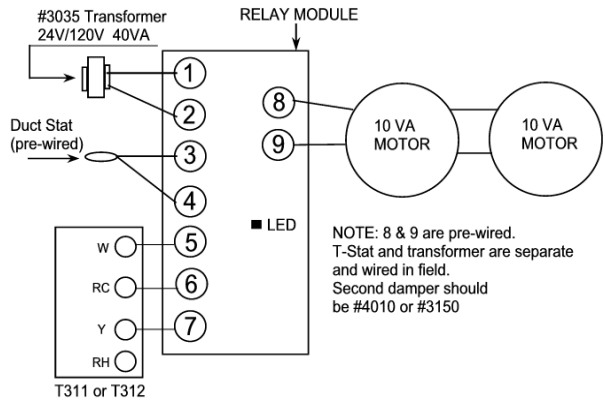 #3035 Transformer
24V/120V 40VA
RELAY MODULE
1
2
Duct Stat
(pre-wired)
3
4
W
5
RC
6
Y
7
RH
T311 or T312
8
9
LED
10 VA
MOTOR
10 VA
MOTOR
NOTE: 8 & 9 are pre-wired.
T-Stat and transformer are separate
and wired in field.
Second damper should
be #4010 or #3150